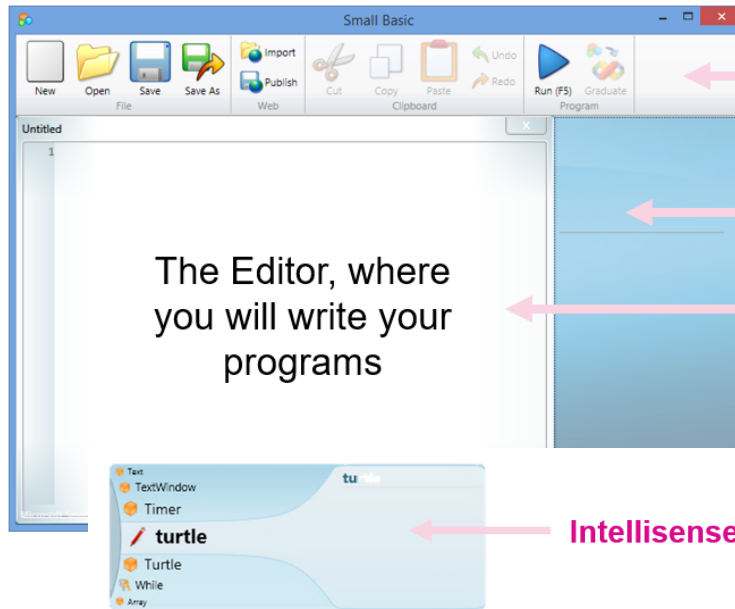 Small Basic
New
Open
Save
Save As
File
Import
Publish
Web
Cut
Copy
Paste
Undo
Redo
Clipboard
Run (F5)
Graduate
Program
Untitled
1
The Editor, where
you will write your
programs
Text
TextWindow
Timer
turtle
Turtle
While
Array
turtle
Intellisense